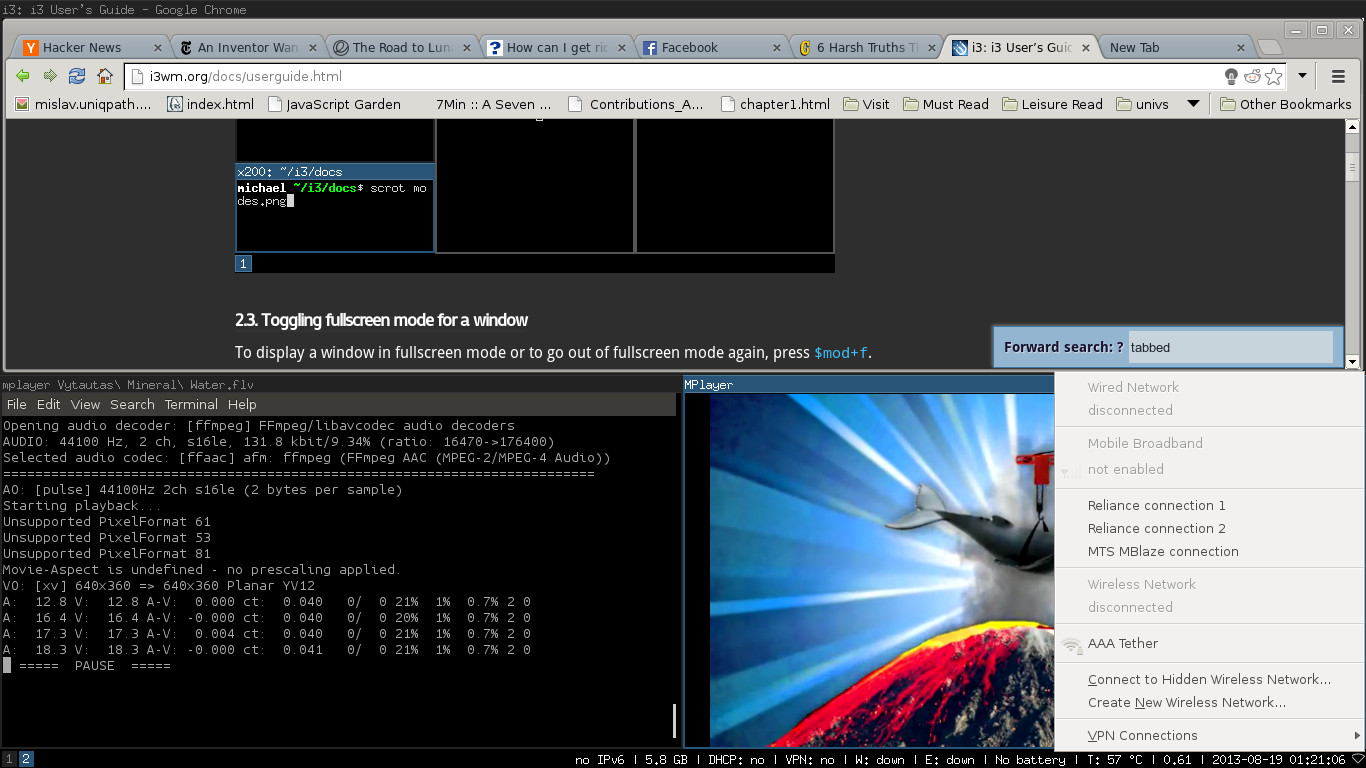 i3: i3 User's Guide - Google Chrome
Hacker News
An Inventor Wan
The Road to Lun
How can I get ri
Facebook
6 Harsh Truths T
i3: i3 User's Guid
New Tab
i3wm.org/docs/userguide.html
mislav.uniqpath....
index.html
JavaScript Garden
7Min :: A Seven ...
Contributions_A...
chapter1.html
Visit
Must Read
Leisure Read
univs
Other Bookmarks
x200: ~/i3/docs
michael ~/i3/docs$ scrot mo
des.png
1
2.3. Toggling fullscreen mode for a window
To display a window in fullscreen mode or to go out of fullscreen mode again, press $mod+f.
Forward search: ? tabbed
mplayer Vytautas\ Mineral\ Water.flv
File Edit View Search Terminal Help
Opening audio decoder: [ffmpeg] FFmpeg/libavcodec audio decoders
AUDIO: 44100 Hz, 2 ch, s16le, 131.8 kbit/9.34% (ratio: 16470->176400)
Selected audio codec: [ffaac] afm: ffmpeg (FFmpeg AAC (MPEG-2/MPEG-4 Audio))
==========================================================================
AO: [pulse] 44100Hz 2ch s16le (2 bytes per sample)
Starting playback...
Unsupported PixelFormat 61
Unsupported PixelFormat 53
Unsupported PixelFormat 81
Movie-Aspect is undefined - no prescaling applied.
VO: [xv] 640x360 => 640x360 Planar YV12
A: 12.8 V: 12.8 A-V: 0.000 ct: 0.040 0/ 0 21% 1% 0.7% 2 0
A: 16.4 V: 16.4 A-V: -0.000 ct: 0.040 0/ 0 20% 1% 0.7% 2 0
A: 17.3 V: 17.3 A-V: 0.004 ct: 0.040 0/ 0 21% 1% 0.7% 2 0
A: 18.3 V: 18.3 A-V: -0.000 ct: 0.041 0/ 0 21% 1% 0.7% 2 0
===== PAUSE =====
MPlayer
Wired Network
disconnected
Mobile Broadband
not enabled
Reliance connection 1
Reliance connection 2
MTS MBlaze connection
Wireless Network
disconnected
AAA Tether
Connect to Hidden Wireless Network...
Create New Wireless Network...
VPN Connections
1 2
no IPv6 | 5.8 GB | DHCP: no | VPN: no | W: down | E: down | No battery | T: 57 °C | 0.61 | 2013-08-19 01:21:06